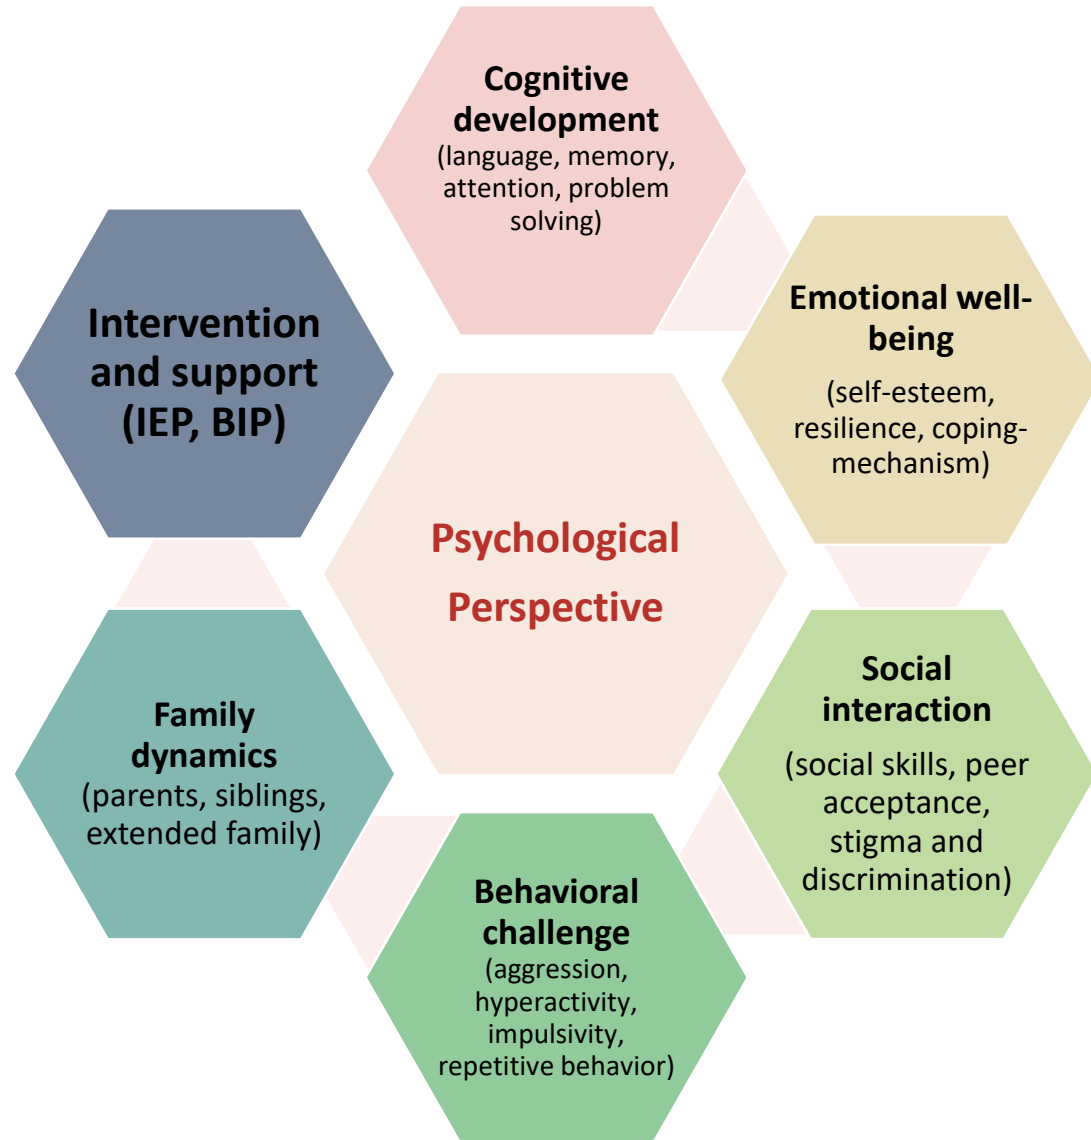 Cognitive
development
(language, memory,
attention, problem
solving)
Emotional well-
being
(self-esteem,
resilience, coping-
mechanism)
Social
interaction
(social skills, peer
acceptance,
stigma and
discrimination)
Behavioral
challenge
(aggression,
hyperactivity,
impulsivity,
repetitive behavior)
Family
dynamics
(parents, siblings,
extended family)
Intervention
and support
(IEP, BIP)
Psychological
Perspective